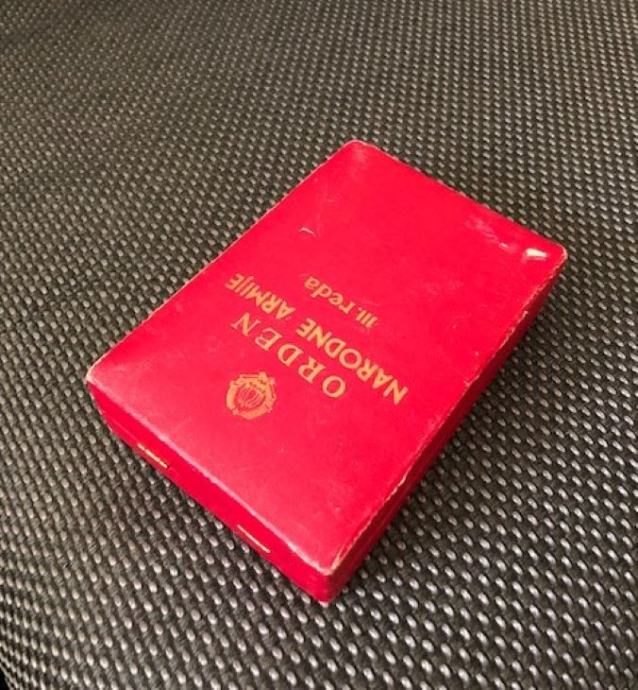 ORDEN
NARODNE ARMIJE
III. reda